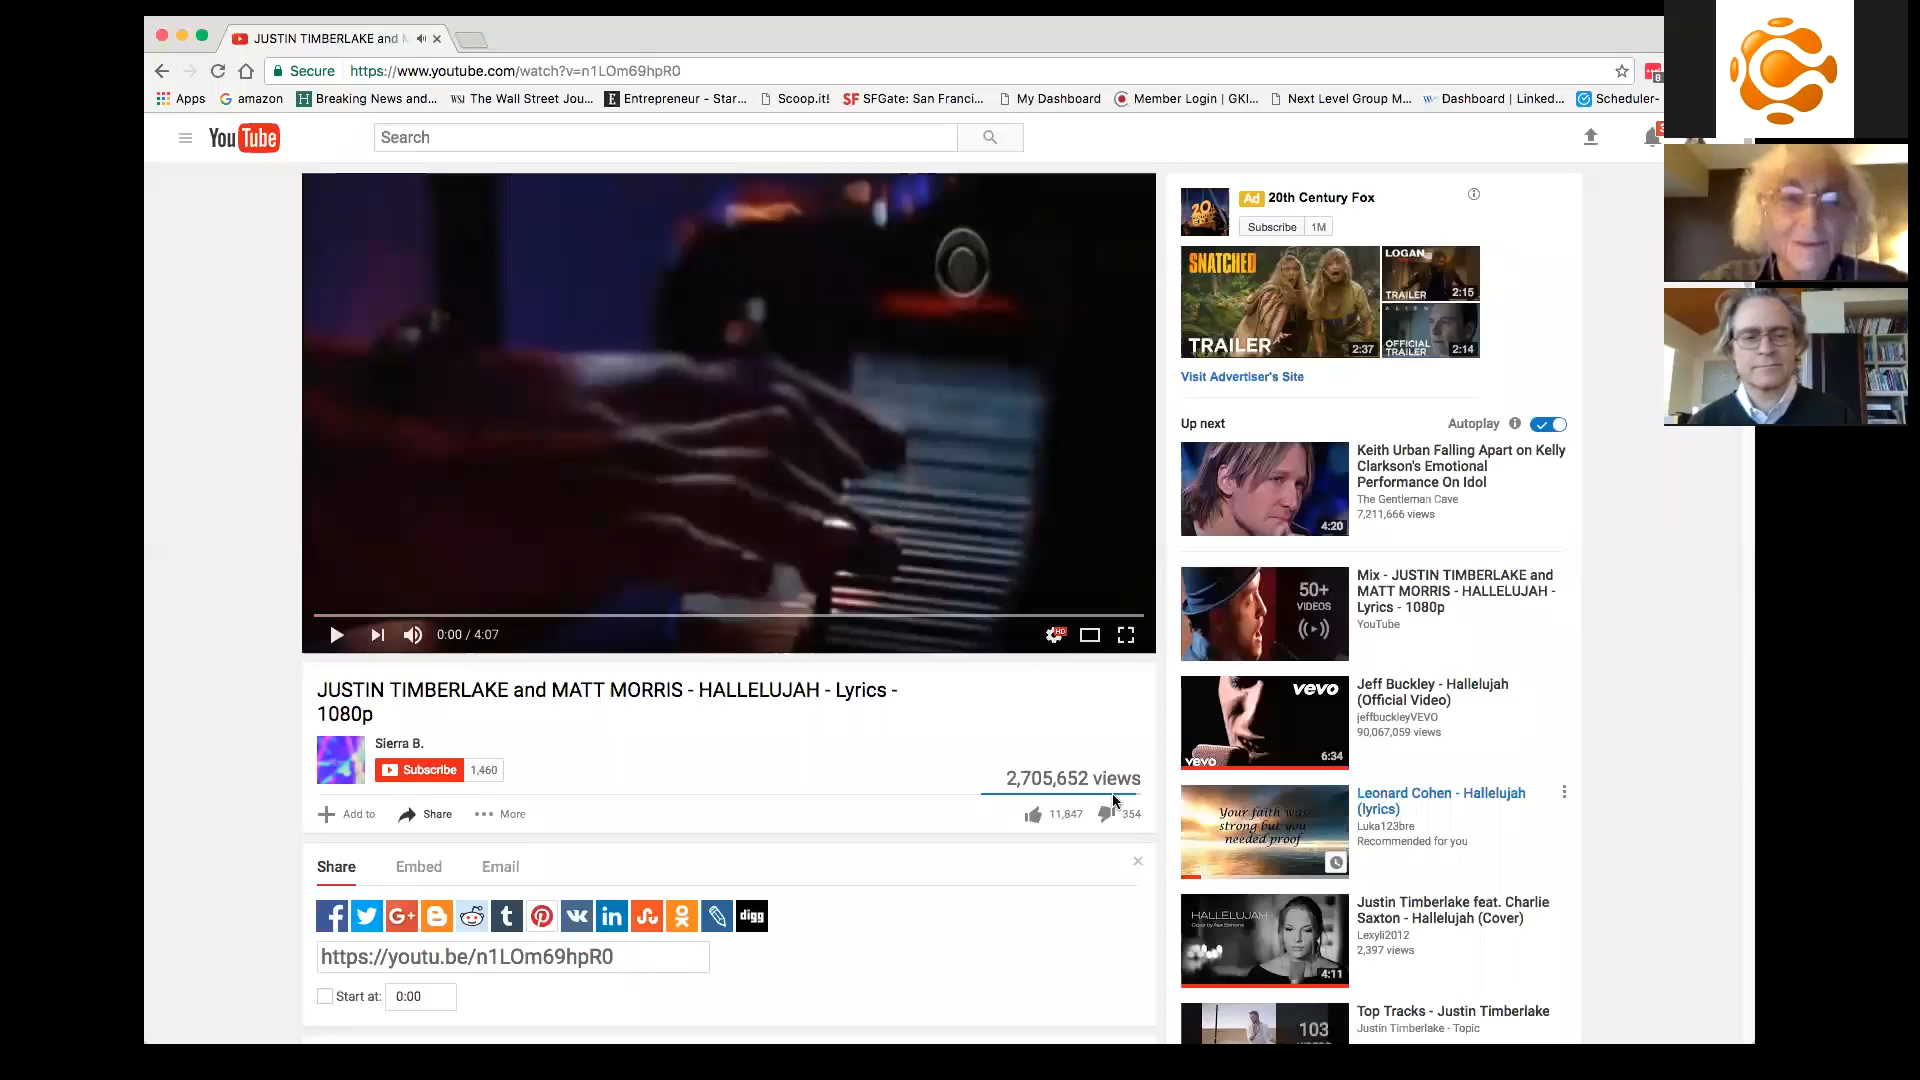 JUSTIN TIMBERLAKE and
Secure https://www.youtube.com/watch?v=n1LOm69hpR0
8
Apps amazon Breaking News and... WSJ The Wall Street Jou... E Entrepreneur - Star... Scoop.it! SF SFGate: San Franci... My Dashboard Member Login | GKI... Next Level Group M... Dashboard | Linked... Scheduler-
YouTube Search
Ad 20th Century Fox
Subscribe 1M
SNATCHED
TRAILER 2:37
LOGAN
TRAILER 2:15
ALIEN
OFFICIAL
TRAILER 2:14
Visit Advertiser's Site
Up next Autoplay
Keith Urban Falling Apart on Kelly
Clarkson's Emotional
Performance On Idol
The Gentleman Cave
7,211,666 views
4:20
50+
VIDEOS
Mix - JUSTIN TIMBERLAKE and
MATT MORRIS - HALLELUJAH -
Lyrics - 1080p
YouTube
vevo
vevo
6:34
Jeff Buckley - Hallelujah
(Official Video)
jeffbuckleyVEVO
90,067,059 views
Your faith was
strong but you
needed proof
Leonard Cohen - Hallelujah
(lyrics)
Luka123bre
Recommended for you
HALLELUJAH
4:11
Justin Timberlake feat. Charlie
Saxton - Hallelujah (Cover)
Lexyli2012
2,397 views
103
Top Tracks - Justin Timberlake
Justin Timberlake - Topic
0:00 / 4:07
HD
JUSTIN TIMBERLAKE and MATT MORRIS - HALLELUJAH - Lyrics -
1080p
Sierra B.
Subscribe 1,460
2,705,652 views
Add to Share More 11,847 354
Share Embed Email
digg
https://youtu.be/n1LOm69hpR0
Start at: 0:00